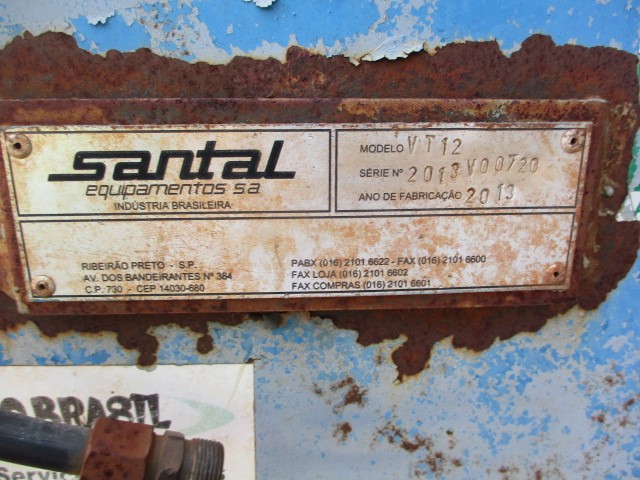 santal
equipamentos s.a.
INDÚSTRIA BRASILEIRA
MODELO VT12
SÉRIE Nº 2013V00720
ANO DE FABRICAÇÃO 2013
RIBEIRÃO PRETO - S.P.
AV. DOS BANDEIRANTES Nº 384
C.P. 730 - CEP 14030-680
PABX (016) 2101 6622 - FAX (016) 2101 6600
FAX LOJA (016) 2101 6602
FAX COMPRAS (016) 2101 6601
BRASIL
Servic